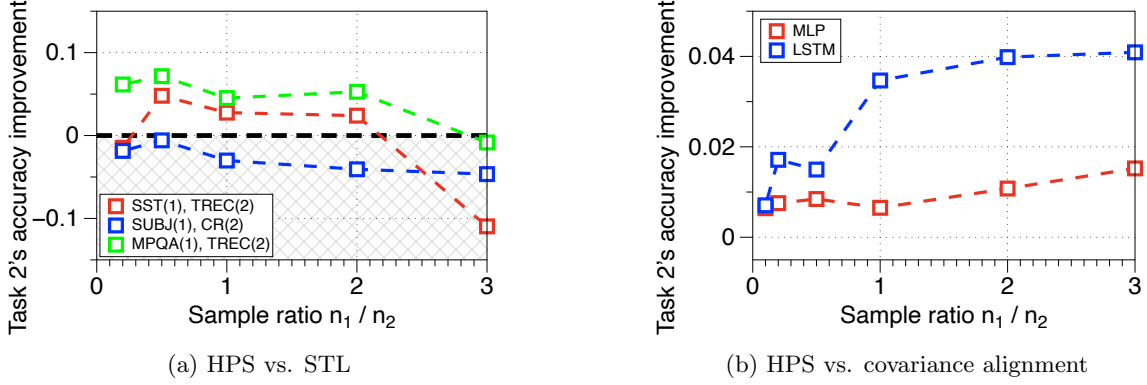 Task 2's accuracy improvement
0.1
0
−0.1
SST(1), TREC(2)
SUBJ(1), CR(2)
MPQA(1), TREC(2)
0
1
2
3
Sample ratio n₁ / n₂
(a) HPS vs. STL
Task 2's accuracy improvement
MLP
LSTM
0.04
0.02
0
0
1
2
3
Sample ratio n₁ / n₂
(b) HPS vs. covariance alignment